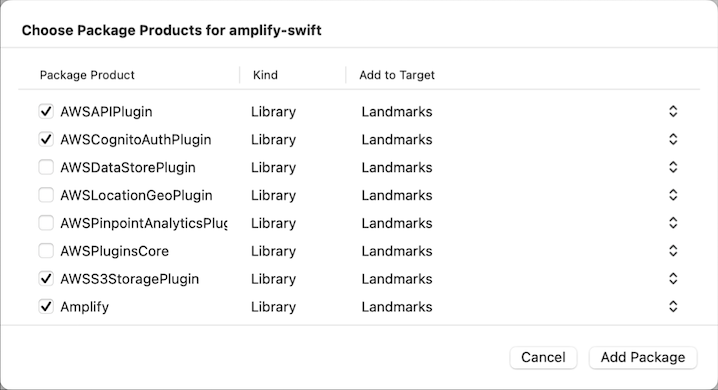 Choose Package Products for amplify-swift
Package Product Kind Add to Target
AWSAPIPlugin Library Landmarks
AWSCognitoAuthPlugin Library Landmarks
AWSDataStorePlugin Library Landmarks
AWSLocationGeoPlugin Library Landmarks
AWSPinpointAnalyticsPlug Library Landmarks
AWSPluginsCore Library Landmarks
AWSS3StoragePlugin Library Landmarks
Amplify Library Landmarks
Cancel Add Package